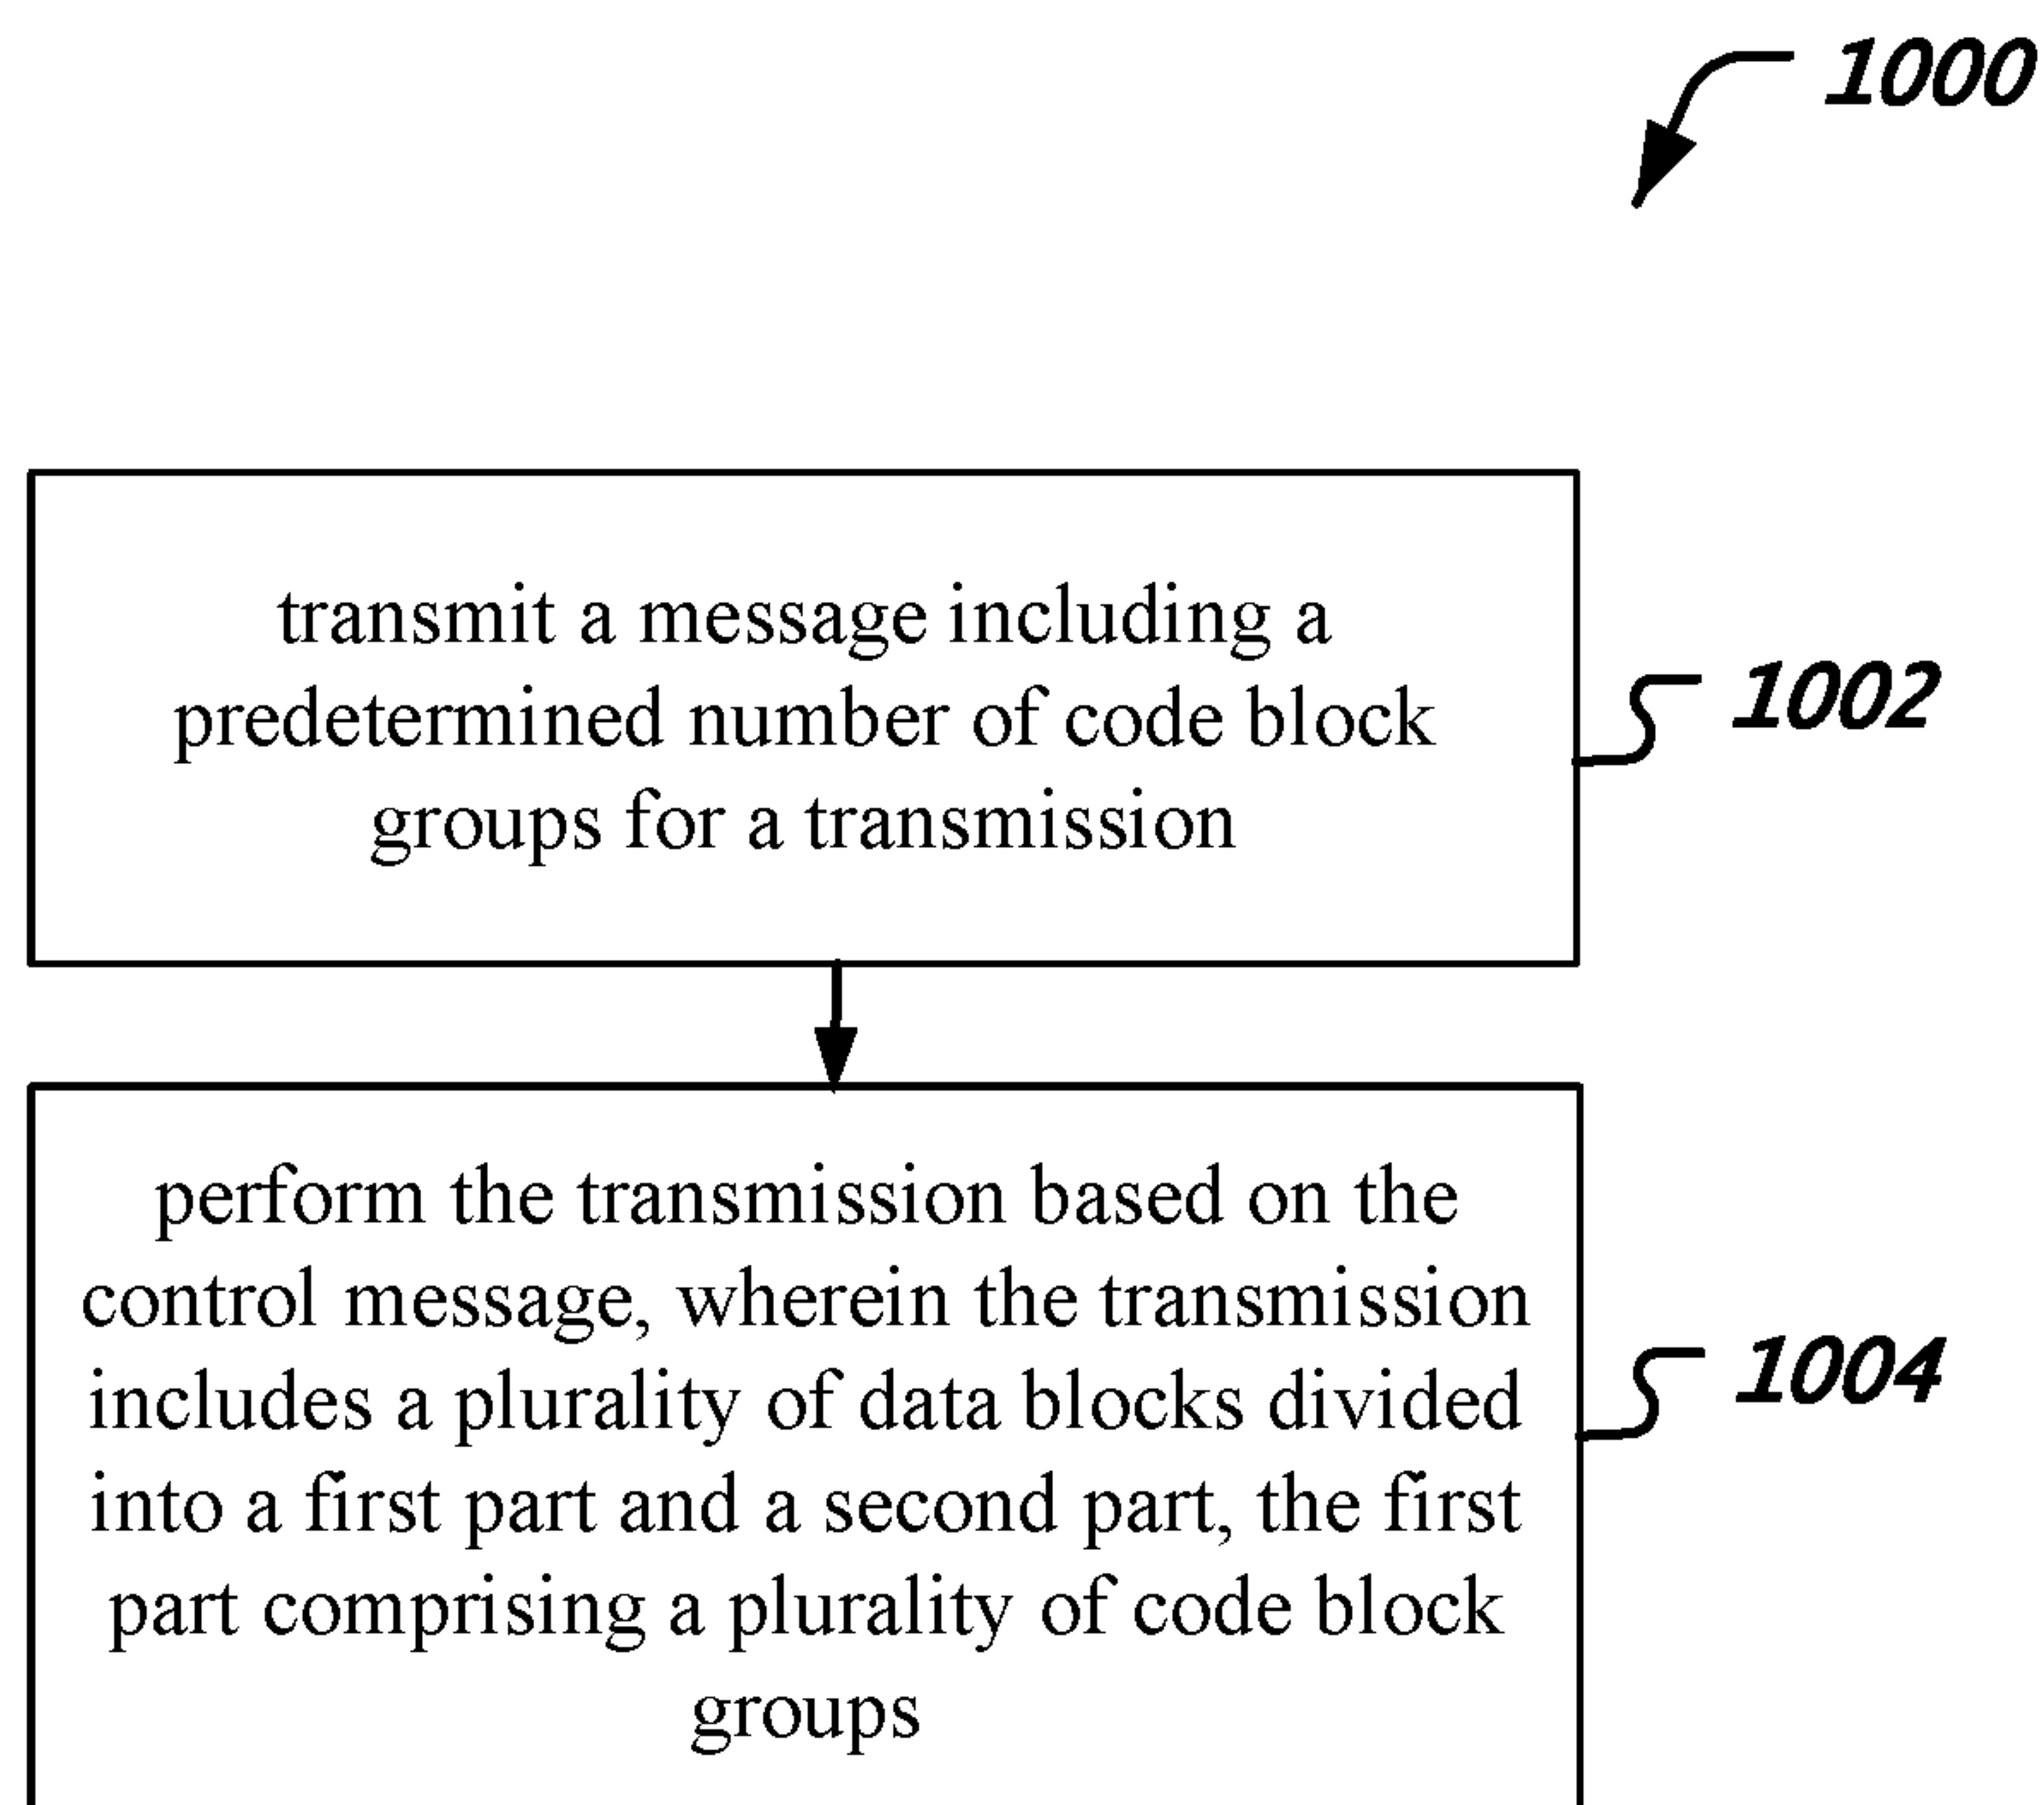 1000
transmit a message including a
predetermined number of code block
groups for a transmission
1002
perform the transmission based on the
control message, wherein the transmission
includes a plurality of data blocks divided
into a first part and a second part, the first
part comprising a plurality of code block
groups
1004